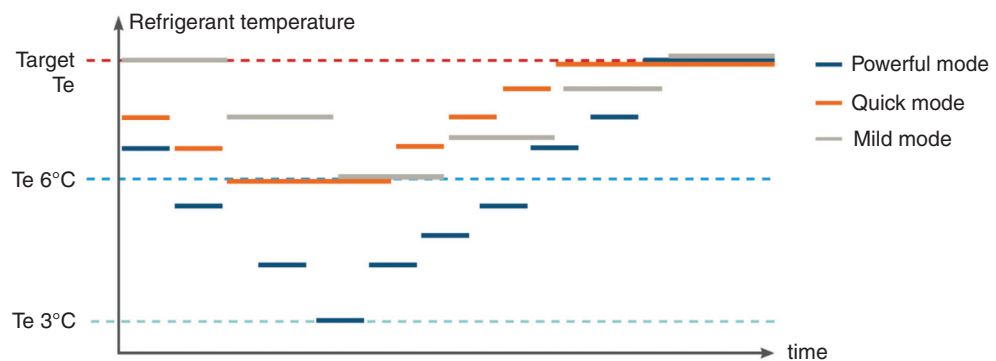 Refrigerant temperature
Target
Te
Te 6°C
Te 3°C
time
Powerful mode
Quick mode
Mild mode